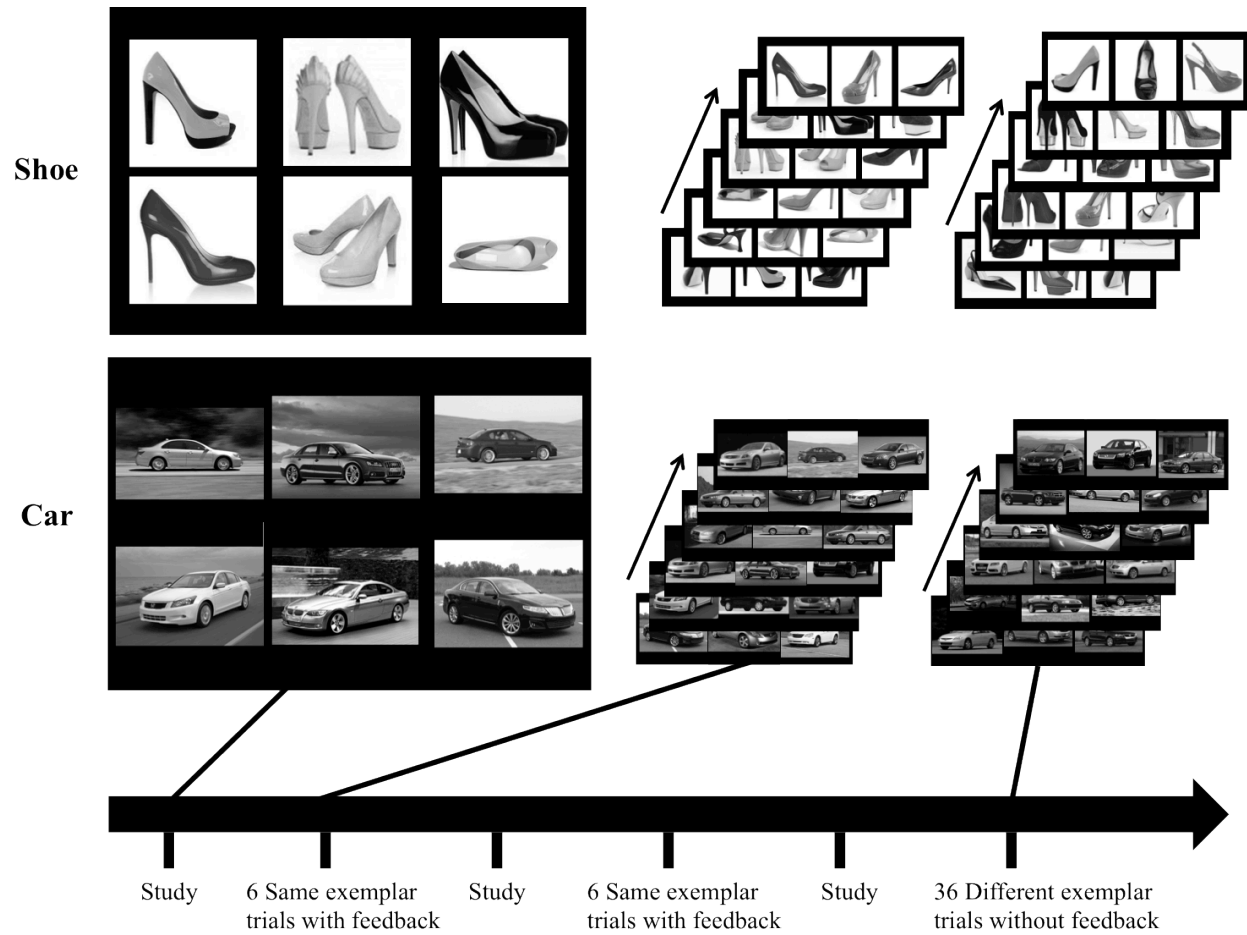 Shoe
Car
Study
6 Same exemplar
trials with feedback
Study
6 Same exemplar
trials with feedback
Study
36 Different exemplar
trials without feedback